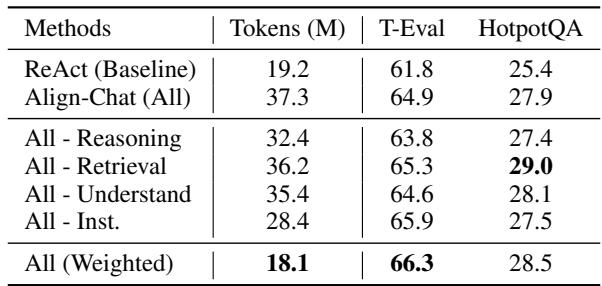 Methods Tokens (M) T-Eval HotpotQA
ReAct (Baseline) 19.2 61.8 25.4
Align-Chat (All) 37.3 64.9 27.9
All - Reasoning 32.4 63.8 27.4
All - Retrieval 36.2 65.3 29.0
All - Understand 35.4 64.6 28.1
All - Inst. 28.4 65.9 27.5
All (Weighted) 18.1 66.3 28.5